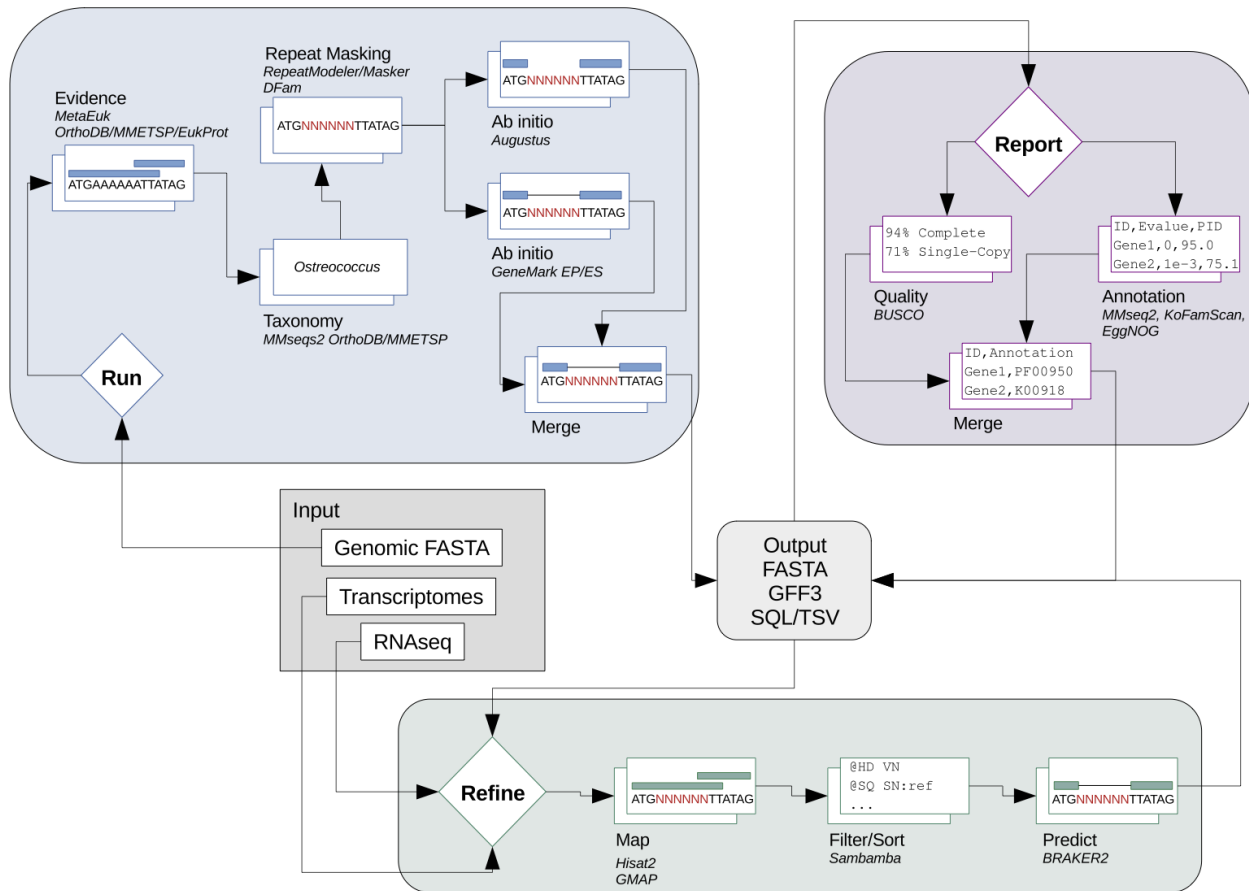 Repeat Masking
RepeatModeler/Masker
DFam
ATGNNNNNNTTATAG
Evidence
MetaEuk
OrthoDB/MMETSP/EukProt
ATGAAAAAATTATAG
ATGNNNNNNTTATAG
Ab initio
Augustus
ATGNNNNNNTTATAG
Ab initio
GeneMark EP/ES
Ostreococcus
Taxonomy
MMseqs2 OrthoDB/MMETSP
Run
ATGNNNNNNTTATAG
Merge
Report
94% Complete
71% Single-Copy
Quality
BUSCO
ID,Evalue,PID
Gene1,0,95.0
Gene2,1e-3,75.1
Annotation
MMseq2, KoFamScan,
EggNOG
ID,Annotation
Gene1,PF00950
Gene2,K00918
Merge
Input
Genomic FASTA
Transcriptomes
RNAseq
Output
FASTA
GFF3
SQL/TSV
Refine
ATGNNNNNNTTATAG
Map
Hisat2
GMAP
@HD VN
@SQ SN:ref
...
Filter/Sort
Sambamba
ATGNNNNNNTTATAG
Predict
BRAKER2